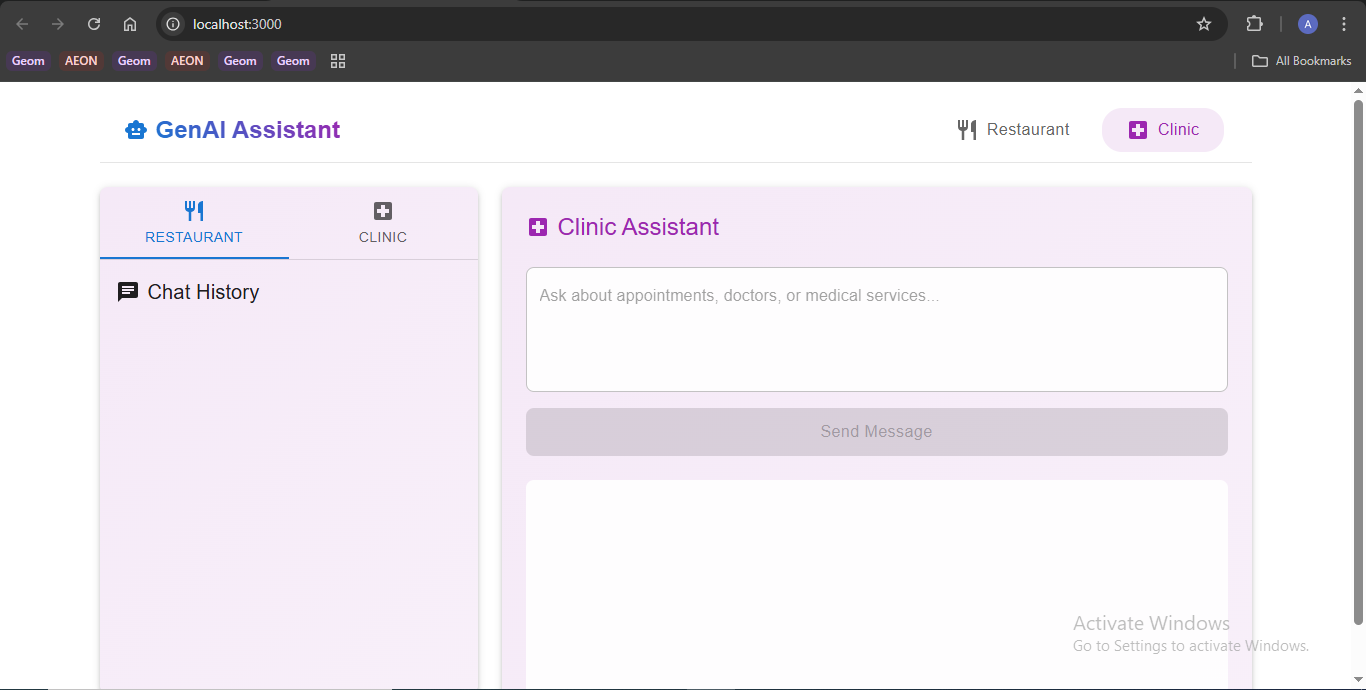 localhost:3000
A
Geom
AEON
Geom
AEON
Geom
Geom
All Bookmarks
GenAI Assistant
Restaurant
Clinic
RESTAURANT
CLINIC
Chat History
Clinic Assistant
Ask about appointments, doctors, or medical services...
Send Message
Activate Windows
Go to Settings to activate Windows.